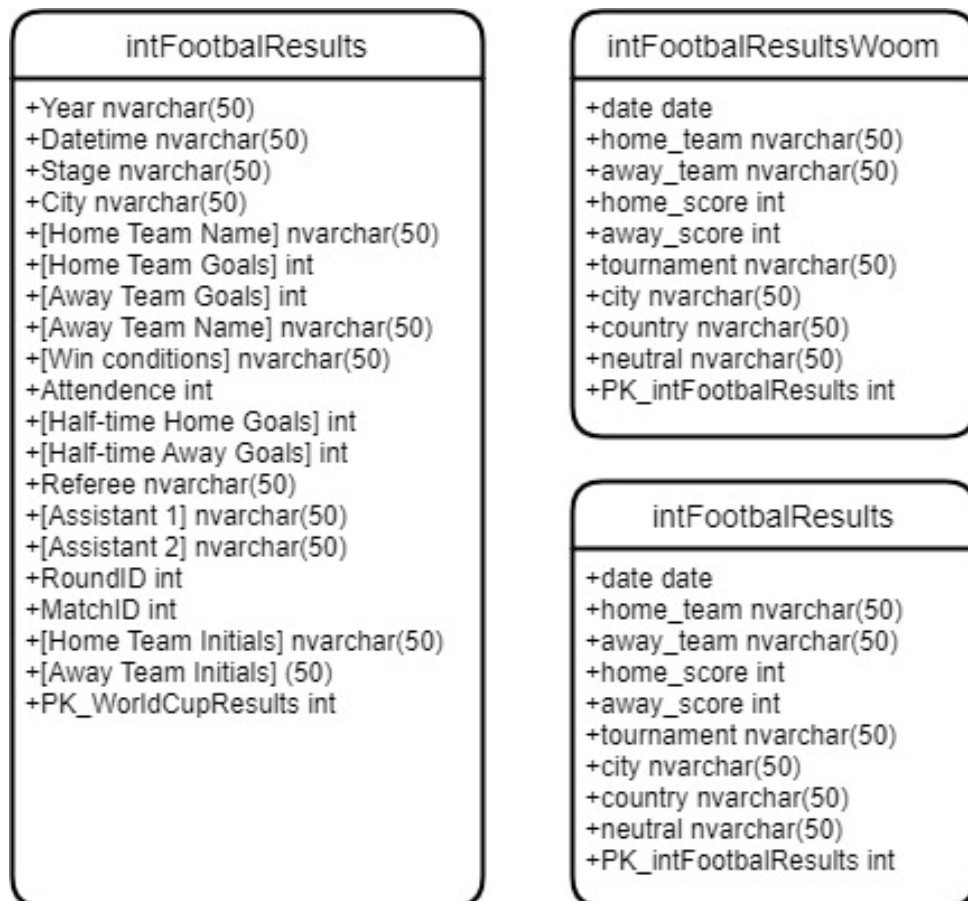 intFootbalResults
+Year nvarchar(50)
+Datetime nvarchar(50)
+Stage nvarchar(50)
+City nvarchar(50)
+[Home Team Name] nvarchar(50)
+[Home Team Goals] int
+[Away Team Goals] int
+[Away Team Name] nvarchar(50)
+[Win conditions] nvarchar(50)
+Attendence int
+[Half-time Home Goals] int
+[Half-time Away Goals] int
+Referee nvarchar(50)
+[Assistant 1] nvarchar(50)
+[Assistant 2] nvarchar(50)
+RoundID int
+MatchID int
+[Home Team Initials] nvarchar(50)
+[Away Team Initials] (50)
+PK_WorldCupResults int
intFootbalResultsWoom
+date date
+home_team nvarchar(50)
+away_team nvarchar(50)
+home_score int
+away_score int
+tournament nvarchar(50)
+city nvarchar(50)
+country nvarchar(50)
+neutral nvarchar(50)
+PK_intFootbalResults int
intFootbalResults
+date date
+home_team nvarchar(50)
+away_team nvarchar(50)
+home_score int
+away_score int
+tournament nvarchar(50)
+city nvarchar(50)
+country nvarchar(50)
+neutral nvarchar(50)
+PK_intFootbalResults int